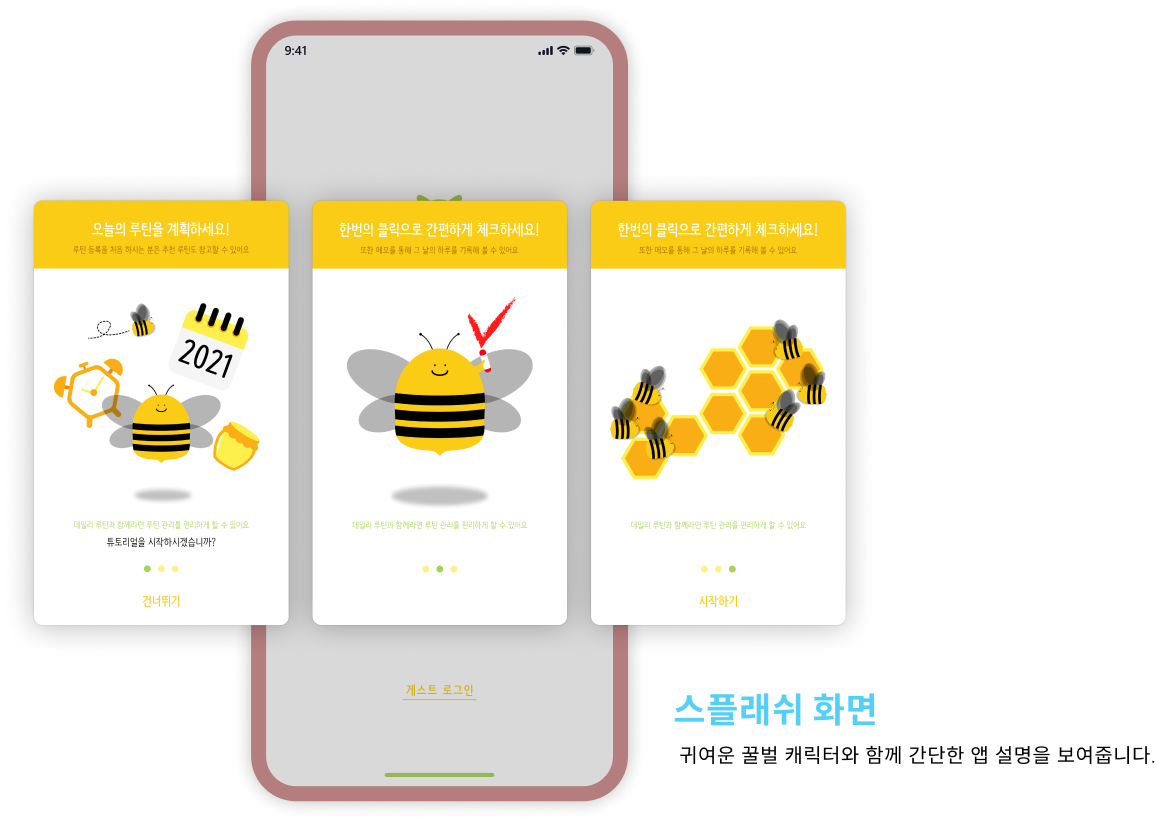 9:41
오늘의 루틴을 계획하세요!
루틴 등록을 처음 하시는 분은 추천 루틴도 참고할 수 있어요
2021
데일리 루틴과 함께라면 루틴 관리를 편리하게 할 수 있어요
튜토리얼을 시작하시겠습니까?
건너뛰기
한번의 클릭으로 간편하게 체크하세요!
또한 메모를 통해 그 날의 하루를 기록해 볼 수 있어요
데일리 루틴과 함께라면 루틴 관리를 편리하게 할 수 있어요
한번의 클릭으로 간편하게 체크하세요!
또한 메모를 통해 그 날의 하루를 기록해 볼 수 있어요
데일리 루틴과 함께라면 루틴 관리를 편리하게 할 수 있어요
시작하기
게스트 로그인
스플래쉬 화면
귀여운 꿀벌 캐릭터와 함께 간단한 앱 설명을 보여줍니다.